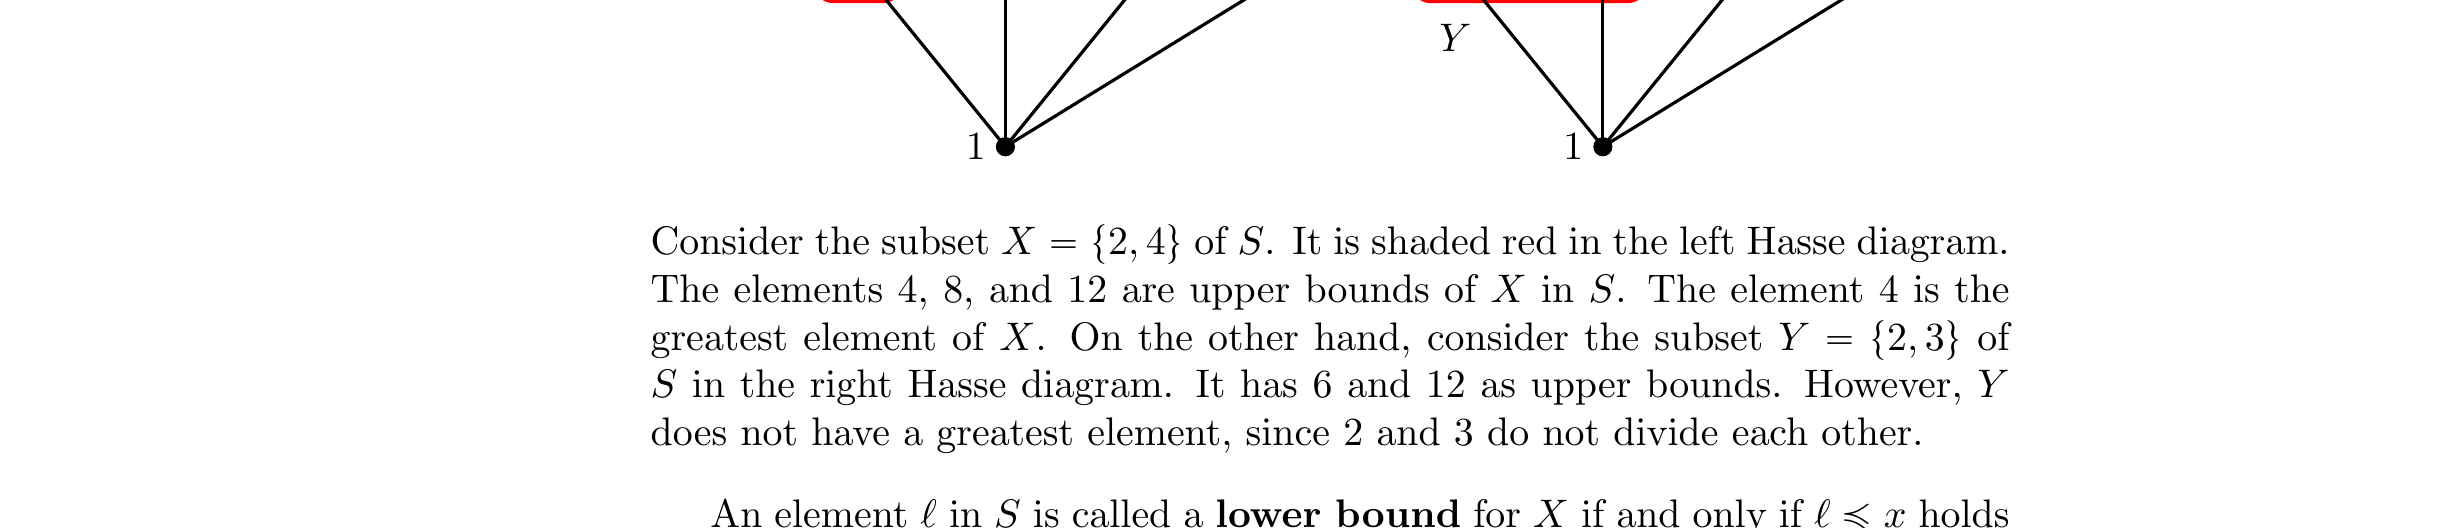 Y
1 1
Consider the subset X = {2, 4} of S. It is shaded red in the left Hasse diagram.
The elements 4, 8, and 12 are upper bounds of X in S. The element 4 is the
greatest element of X. On the other hand, consider the subset Y = {2, 3} of
S in the right Hasse diagram. It has 6 and 12 as upper bounds. However, Y
does not have a greatest element, since 2 and 3 do not divide each other.
An element ℓ in S is called a lower bound for X if and only if ℓ ≼ x holds